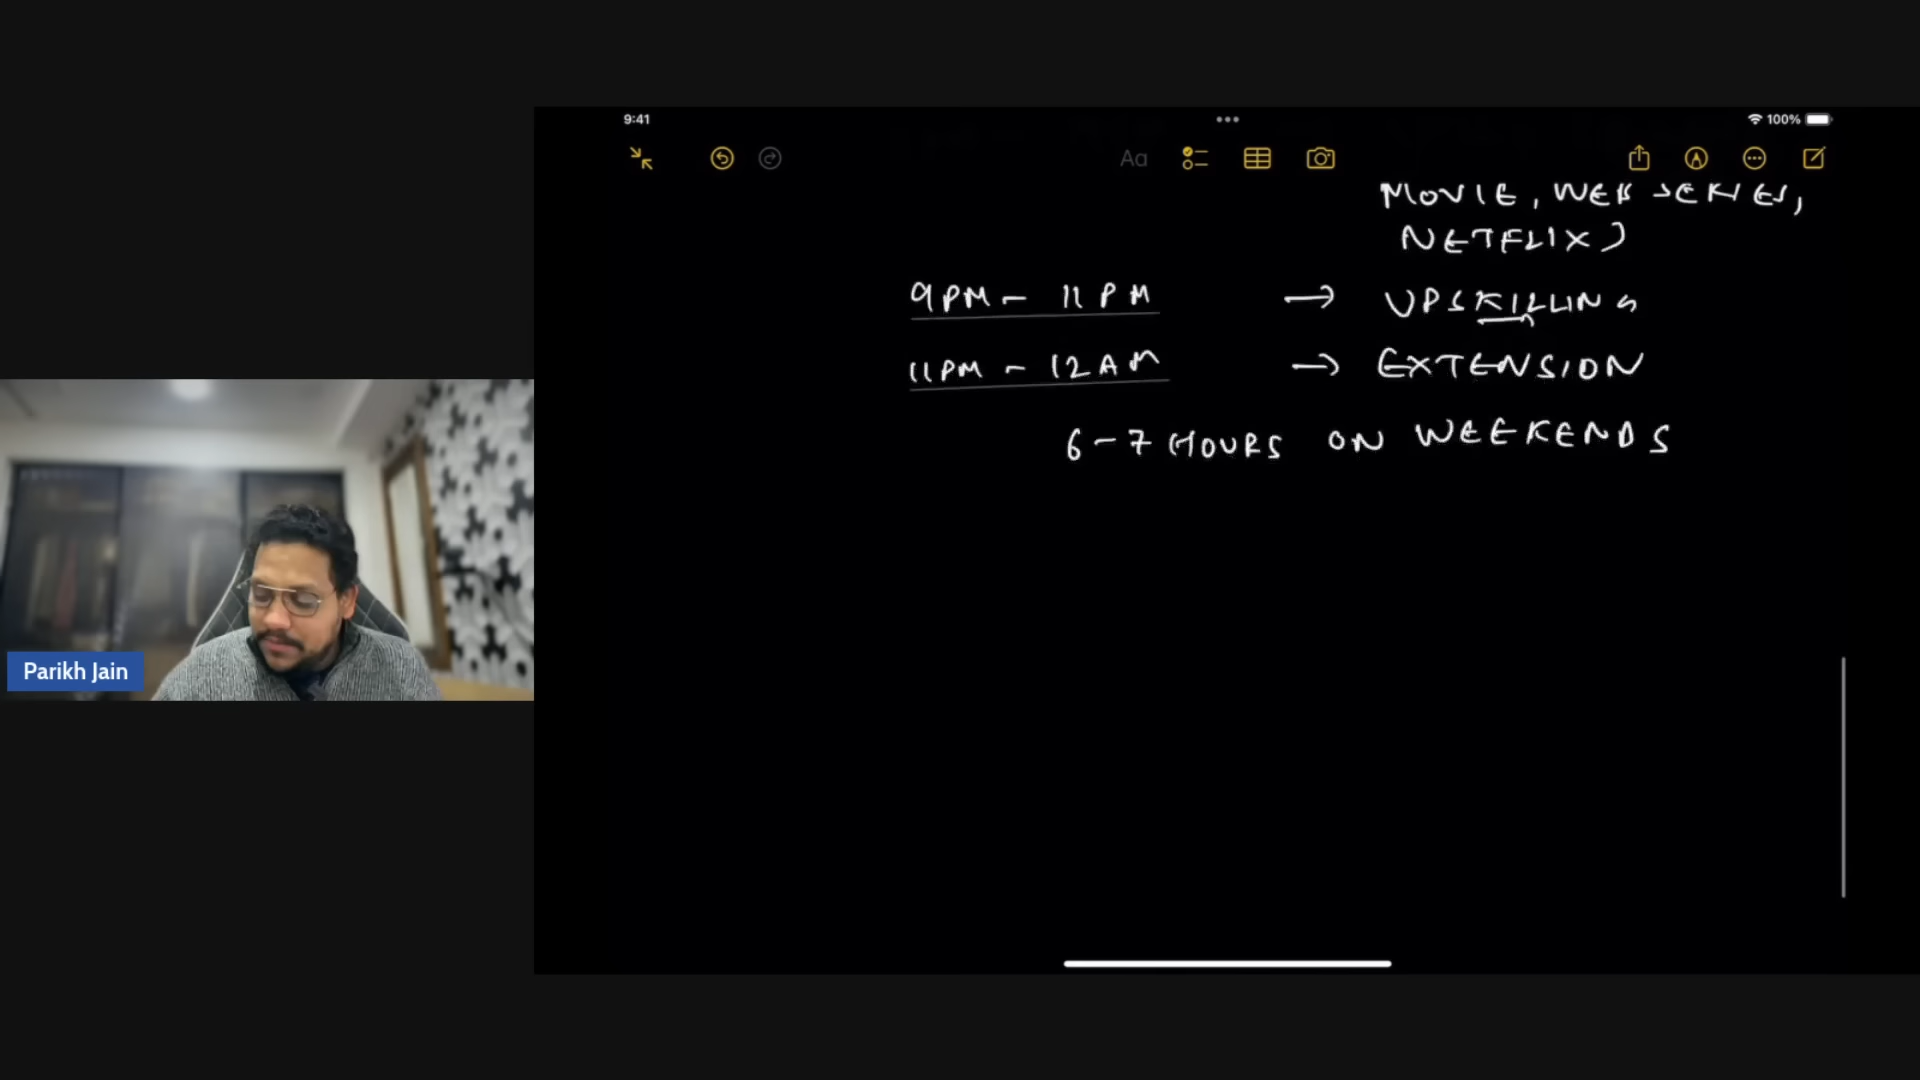 9:41
100%
Aa
MOVIE, WEB SERIES,
NETFLIX)
9PM - 11PM → UPSKILLING
11PM - 12AM → EXTENSION
6-7 HOURS ON WEEKENDS
Parikh Jain